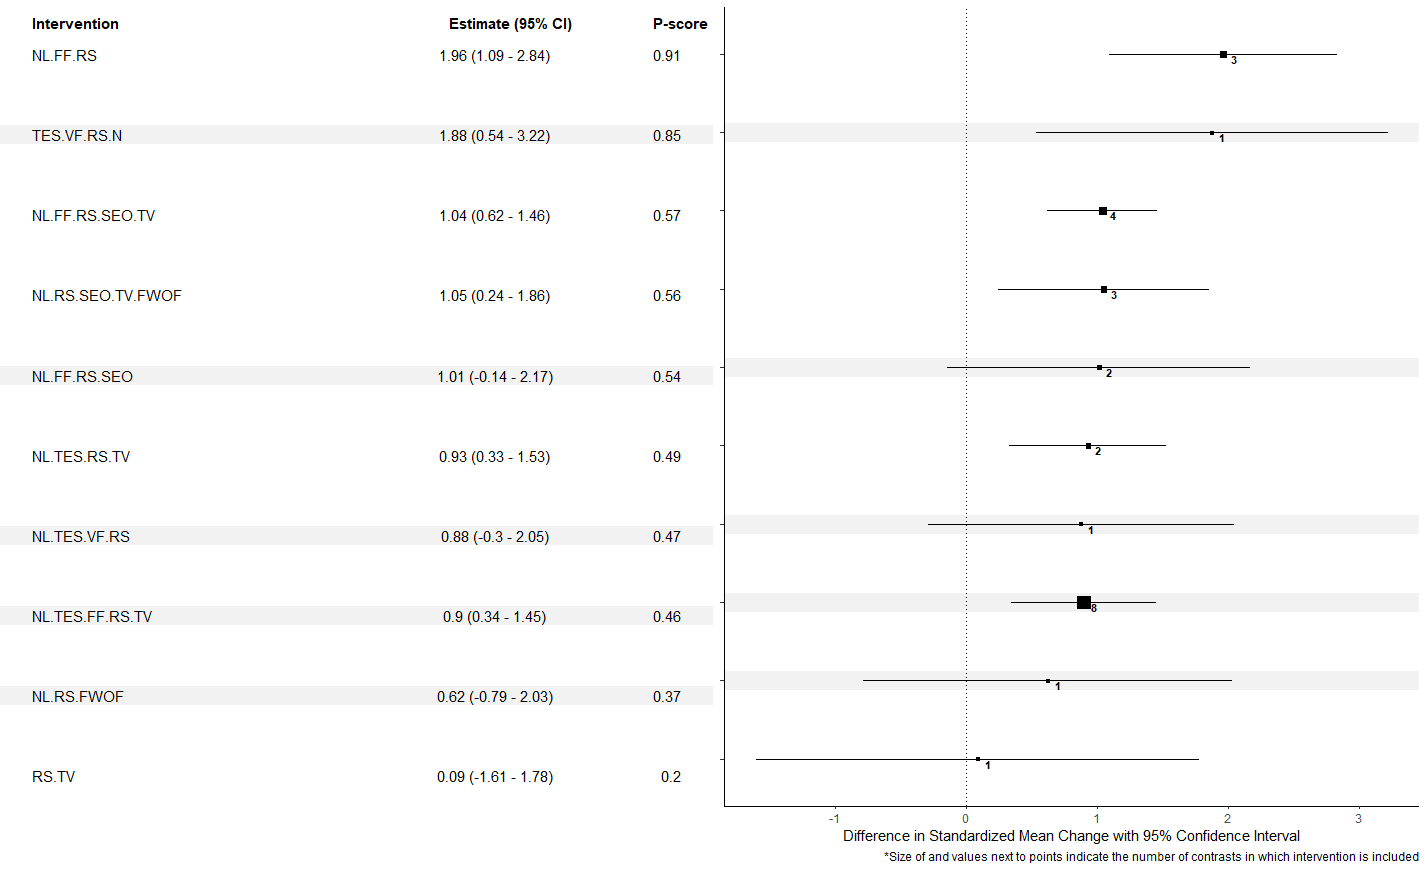 Intervention Estimate (95% CI) P-score
NL.FF.RS 1.96 (1.09 - 2.84) 0.91
3
TES.VF.RS.N 1.88 (0.54 - 3.22) 0.85
1
NL.FF.RS.SEO.TV 1.04 (0.62 - 1.46) 0.57
4
NL.RS.SEO.TV.FWOF 1.05 (0.24 - 1.86) 0.56
3
NL.FF.RS.SEO 1.01 (-0.14 - 2.17) 0.54
2
NL.TES.RS.TV 0.93 (0.33 - 1.53) 0.49
2
NL.TES.VF.RS 0.88 (-0.3 - 2.05) 0.47
1
NL.TES.FF.RS.TV 0.9 (0.34 - 1.45) 0.46
8
NL.RS.FWOF 0.62 (-0.79 - 2.03) 0.37
1
RS.TV 0.09 (-1.61 - 1.78) 0.2
1
-1 0 1 2 3
Difference in Standardized Mean Change with 95% Confidence Interval
*Size of and values next to points indicate the number of contrasts in which intervention is included